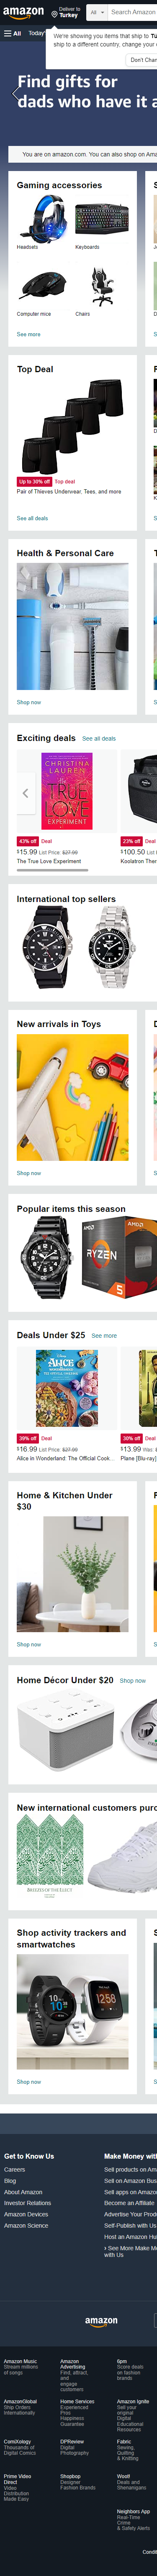 amazon
Deliver to
Turkey
All
Search Amazon
All
Today
We're showing you items that ship to Tu
ship to a different country, change your
Don't Chan
Find gifts for
dads who have it a
You are on amazon.com. You can also shop on Ama
Gaming accessories
Headsets
Keyboards
Computer mice
Chairs
See more
Top Deal
Up to 30% off
Top deal
Pair of Thieves Underwear, Tees, and more
See all deals
Health & Personal Care
Shop now
Exciting deals
See all deals
CHRISTINA
LAUREN
THE
TRUE
LOVE
EXPERIMENT
43% off
Deal
23% off
Deal
$15.99 List Price: $27.99
$100.50 List
The True Love Experiment
Koolatron Ther
International top sellers
New arrivals in Toys
Shop now
Popular items this season
AMD
RYZEN
5
Deals Under $25
See more
ALICE
39% off
Deal
30% off
Deal
$16.99 List Price: $27.99
$13.99 Was:
Alice in Wonderland: The Official Cook...
Plane [Blu-ray]
Home & Kitchen Under
$30
Shop now
Home Décor Under $20
Shop now
New international customers purc
Shop activity trackers and
smartwatches
Shop now
Get to Know Us
Make Money with
Careers
Sell products on Am
Blog
Sell on Amazon Bus
About Amazon
Sell apps on Amazon
Investor Relations
Become an Affiliate
Amazon Devices
Advertise Your Produ
Amazon Science
Self-Publish with Us
Host an Amazon Hu
› See More Make Mo
with Us
amazon
Amazon Music
Stream millions
of songs
Amazon
Advertising
Find, attract,
and
engage
customers
6pm
Score deals
on fashion
brands
AmazonGlobal
Ship Orders
Internationally
Home Services
Experienced
Pros
Happiness
Guarantee
Amazon Ignite
Sell your
original
Digital
Educational
Resources
ComiXology
Thousands of
Digital Comics
DPReview
Digital
Photography
Fabric
Sewing,
Quilting
& Knitting
Prime Video
Direct
Video
Distribution
Made Easy
Shopbop
Designer
Fashion Brands
Woot!
Deals and
Shenanigans
Neighbors App
Real-Time
Crime
& Safety Alerts
Condit